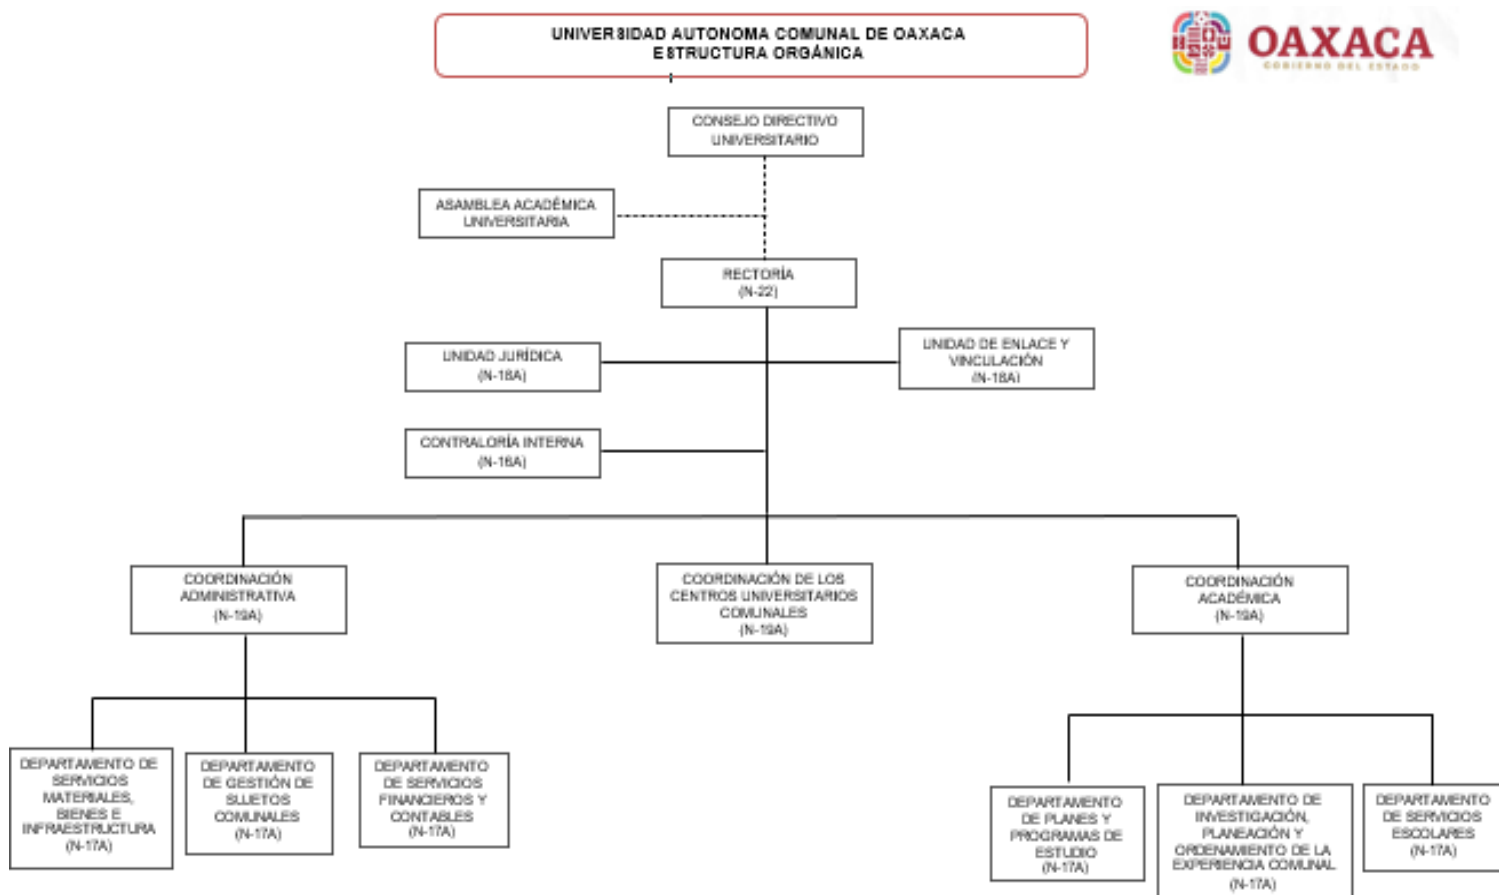 UNIVERSIDAD AUTONOMA COMUNAL DE OAXACA
ESTRUCTURA ORGÁNICA
OAXACA
GOBIERNO DEL ESTADO
CONSEJO DIRECTIVO
UNIVERSITARIO
ASAMBLEA ACADÉMICA
UNIVERSITARIA
RECTORÍA
(N-22)
UNIDAD JURÍDICA
(N-18A)
UNIDAD DE ENLACE Y
VINCULACIÓN
(N-18A)
CONTRALORÍA INTERNA
(N-16A)
COORDINACIÓN
ADMINISTRATIVA
(N-19A)
COORDINACIÓN DE LOS
CENTROS UNIVERSITARIOS
COMUNALES
(N-19A)
COORDINACIÓN
ACADÉMICA
(N-19A)
DEPARTAMENTO DE
SERVICIOS
MATERIALES,
BIENES E
INFRAESTRUCTURA
(N-17A)
DEPARTAMENTO
DE GESTIÓN DE
SUJETOS
COMUNALES
(N-17A)
DEPARTAMENTO
DE SERVICIOS
FINANCIEROS Y
CONTABLES
(N-17A)
DEPARTAMENTO
DE PLANES Y
PROGRAMAS DE
ESTUDIO
(N-17A)
DEPARTAMENTO DE
INVESTIGACIÓN,
PLANEACIÓN Y
ORDENAMIENTO DE LA
EXPERIENCIA COMUNAL
(N-17A)
DEPARTAMENTO
DE SERVICIOS
ESCOLARES
(N-17A)